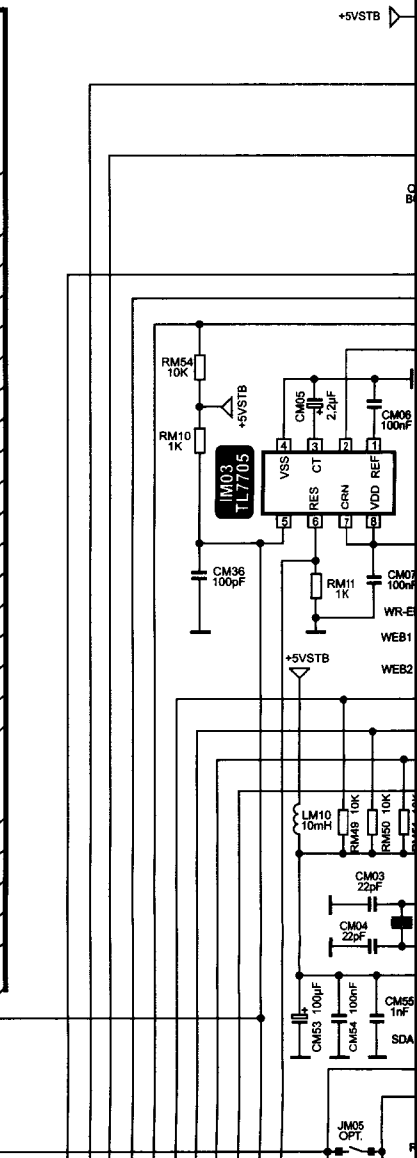 +5VSTB
RM54
10K
+5VSTB
RM10
1K
CM05
2,2µF
CM06
100nF
IM03
TL7705
4
3
2
1
VSS
CT
REF
RES
CRN
VDD
5
6
7
8
CM36
100pF
RM11
1K
CM07
WR-E
WEB1
WEB2
+5VSTB
LM10
10mH
RM49 10K
RM50 10K
CM03
22pF
CM04
22pF
CM53 100µF
CM54 100nF
CM55
1nF
SDA
JM05
OPT.